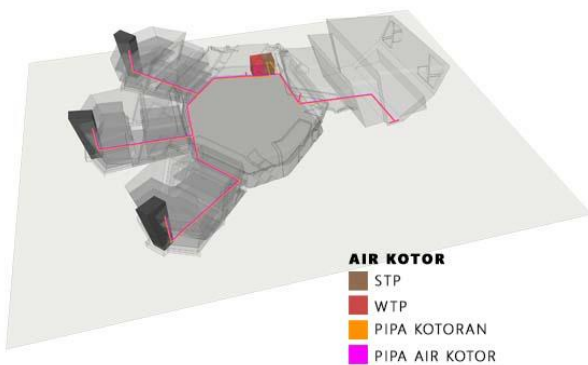 AIR KOTOR
STP
WTP
PIPA KOTORAN
PIPA AIR KOTOR